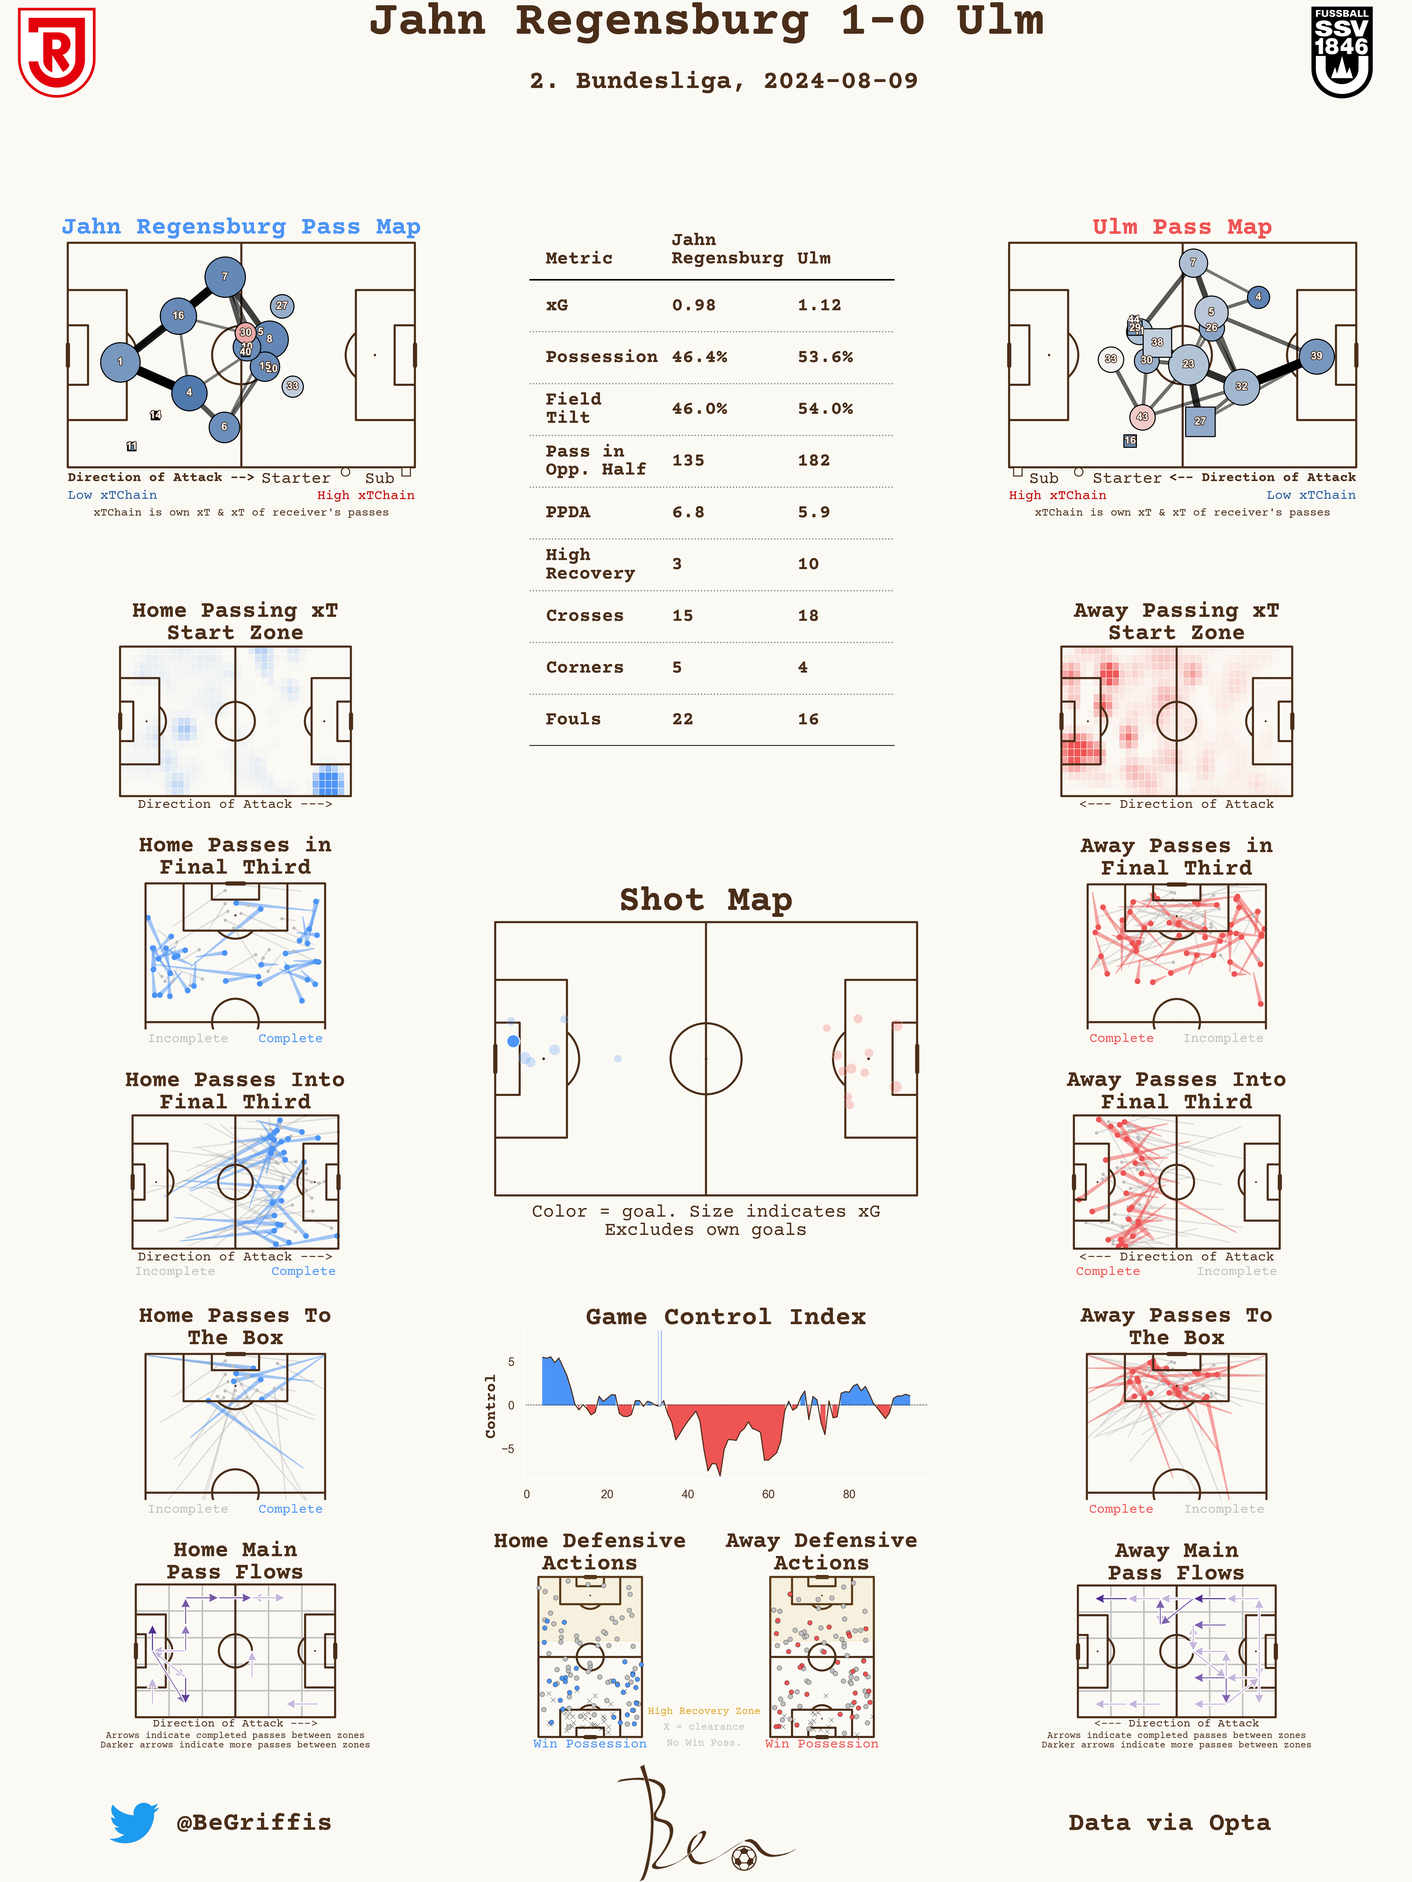 Jahn Regensburg 1-0 Ulm
2. Bundesliga, 2024-08-09
R
FUSSBALL
SSV
1846
U
Jahn Regensburg Pass Map
7
27
16
30
5
8
10
40
1
15
20
33
4
6
14
11
Direction of Attack --> Starter Sub
Low xTChain High xTChain
xTChain is own xT & xT of receiver's passes
Metric Jahn Regensburg Ulm
xG 0.98 1.12
Possession 46.4% 53.6%
Field Tilt 46.0% 54.0%
Pass in Opp. Half 135 182
PPDA 6.8 5.9
High Recovery 3 10
Crosses 15 18
Corners 5 4
Fouls 22 16
Ulm Pass Map
7
4
5
44
29
26
38
33
30
23
39
32
43
27
16
Sub Starter <-- Direction of Attack
High xTChain Low xTChain
xTChain is own xT & xT of receiver's passes
Home Passing xT
Start Zone
Direction of Attack --->
Away Passing xT
Start Zone
<--- Direction of Attack
Home Passes in
Final Third
Incomplete Complete
Away Passes in
Final Third
Complete Incomplete
Shot Map
Color = goal. Size indicates xG
Excludes own goals
Home Passes Into
Final Third
Direction of Attack --->
Incomplete Complete
Away Passes Into
Final Third
<--- Direction of Attack
Complete Incomplete
Home Passes To
The Box
Incomplete Complete
Game Control Index
Control
5
0
−5
0 20 40 60 80
Away Passes To
The Box
Complete Incomplete
Home Main
Pass Flows
Direction of Attack --->
Arrows indicate completed passes between zones
Darker arrows indicate more passes between zones
Home Defensive
Actions
Win Possession
High Recovery Zone
X = clearance
No Win Poss.
Away Defensive
Actions
Win Possession
Away Main
Pass Flows
<--- Direction of Attack
Arrows indicate completed passes between zones
Darker arrows indicate more passes between zones
@BeGriffis
Ben
Data via Opta